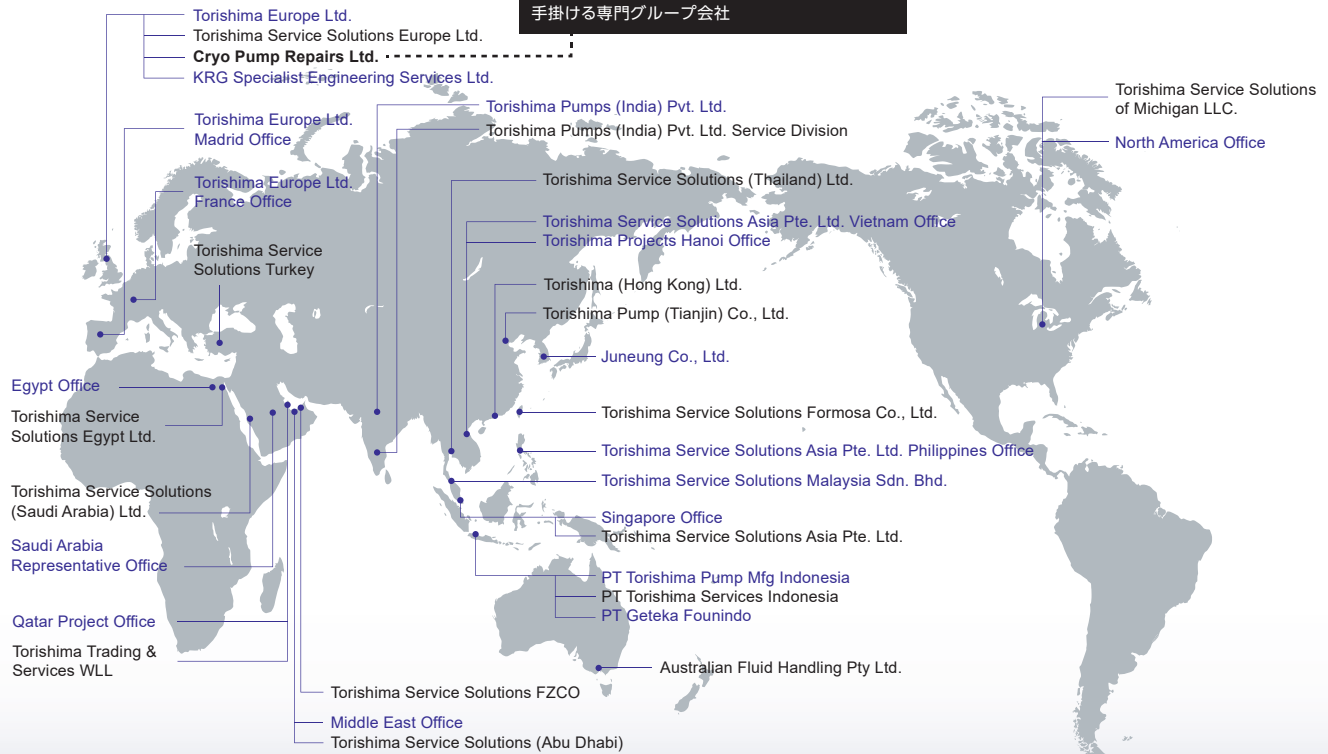 手掛ける専門グループ会社
Torishima Europe Ltd.
Torishima Service Solutions Europe Ltd.
Cryo Pump Repairs Ltd.
KRG Specialist Engineering Services Ltd.
Torishima Europe Ltd.
Madrid Office
Torishima Europe Ltd.
France Office
Torishima Service
Solutions Turkey
Egypt Office
Torishima Service
Solutions Egypt Ltd.
Torishima Service Solutions
(Saudi Arabia) Ltd.
Saudi Arabia
Representative Office
Qatar Project Office
Torishima Trading &
Services WLL
Torishima Service Solutions FZCO
Middle East Office
Torishima Service Solutions (Abu Dhabi)
Torishima Pumps (India) Pvt. Ltd.
Torishima Pumps (India) Pvt. Ltd. Service Division
Torishima Service Solutions (Thailand) Ltd.
Torishima Service Solutions Asia Pte. Ltd. Vietnam Office
Torishima Projects Hanoi Office
Torishima (Hong Kong) Ltd.
Torishima Pump (Tianjin) Co., Ltd.
Juneung Co., Ltd.
Torishima Service Solutions Formosa Co., Ltd.
Torishima Service Solutions Asia Pte. Ltd. Philippines Office
Torishima Service Solutions Malaysia Sdn. Bhd.
Singapore Office
Torishima Service Solutions Asia Pte. Ltd.
PT Torishima Pump Mfg Indonesia
PT Torishima Services Indonesia
PT Geteka Founindo
Australian Fluid Handling Pty Ltd.
Torishima Service Solutions
of Michigan LLC.
North America Office